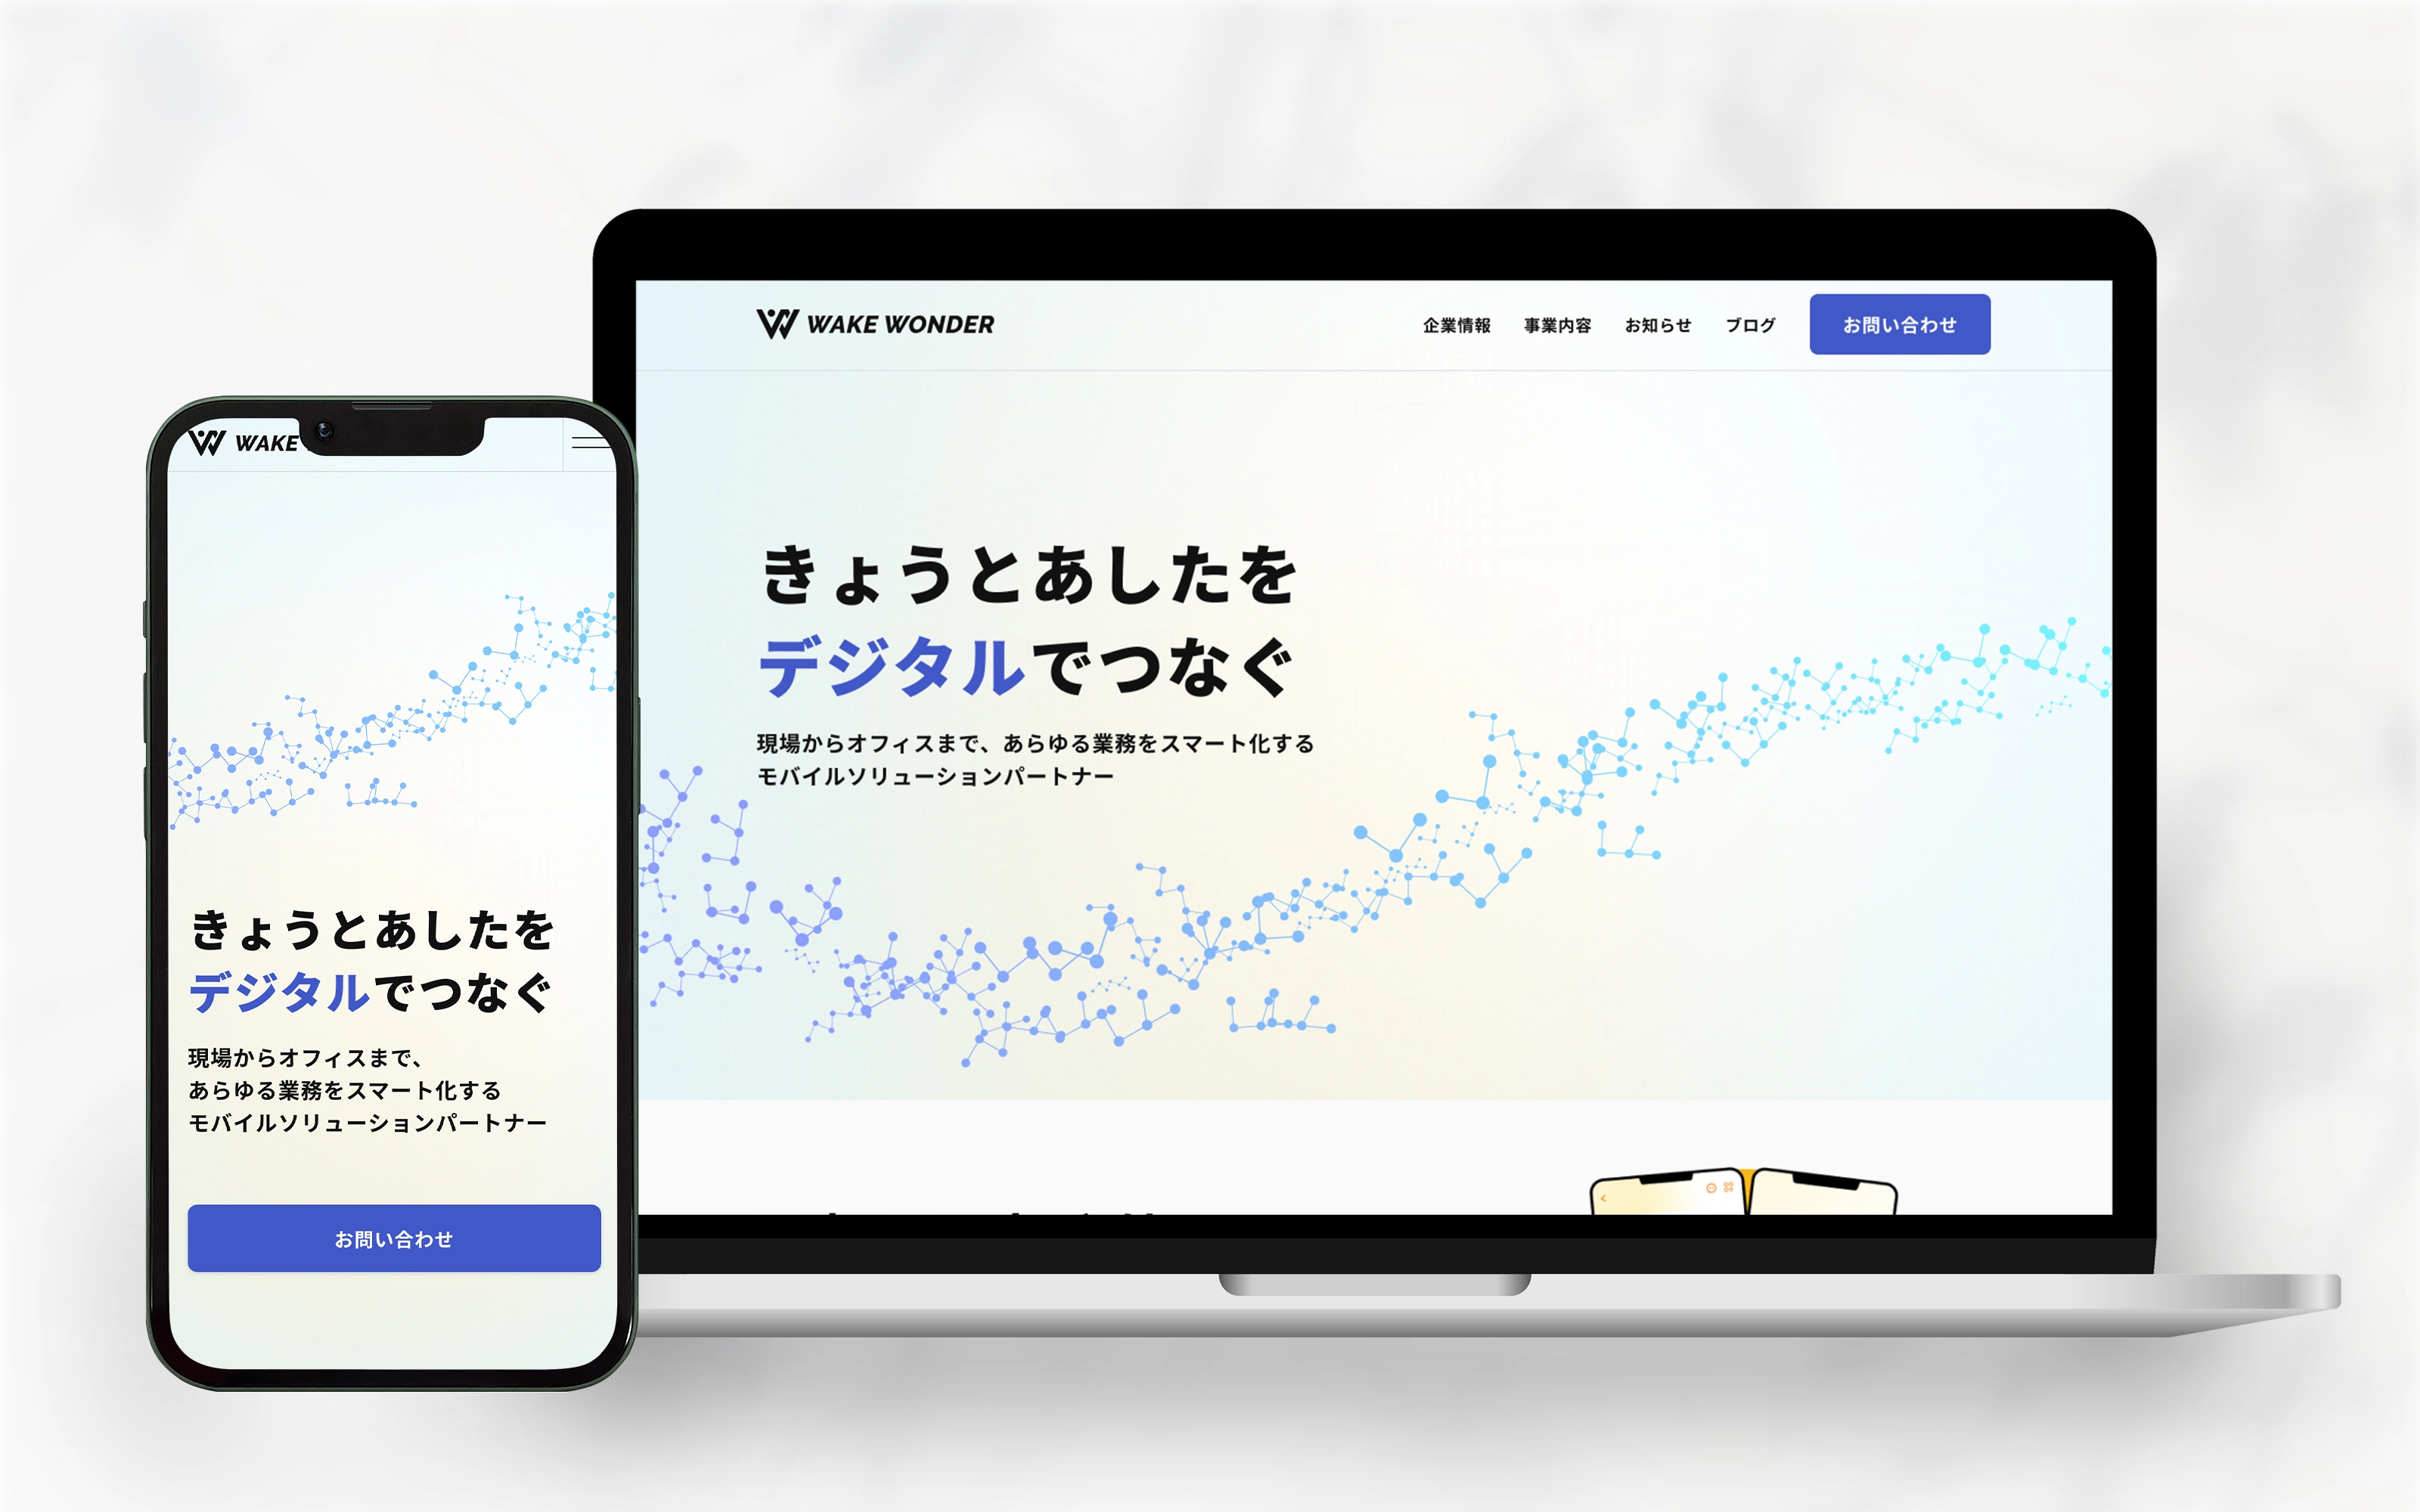 WAKE WONDER
企業情報 事業内容 お知らせ ブログ お問い合わせ
きょうとあしたを
デジタルでつなぐ
現場からオフィスまで、あらゆる業務をスマート化する
モバイルソリューションパートナー
WAKE
きょうとあしたを
デジタルでつなぐ
現場からオフィスまで、
あらゆる業務をスマート化する
モバイルソリューションパートナー
お問い合わせ